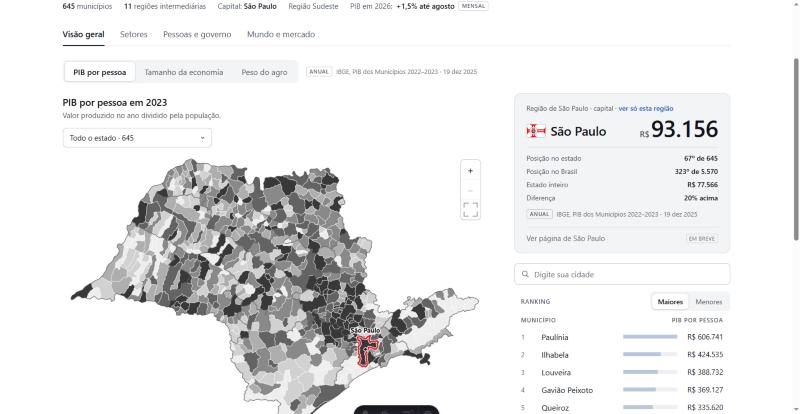 645 municípios 11 regiões intermediárias Capital: São Paulo Região Sudeste PIB em 2026: +1,5% até agosto MENSAL
Visão geral Setores Pessoas e governo Mundo e mercado
PIB por pessoa Tamanho da economia Peso do agro ANUAL IBGE, PIB dos Municípios 2022–2023 · 19 dez 2025
PIB por pessoa em 2023
Valor produzido no ano dividido pela população.
Todo o estado · 645
São Paulo
Região de São Paulo · capital · ver só esta região
São Paulo R$ 93.156
Posição no estado 67º de 645
Posição no Brasil 323º de 5.570
Estado inteiro R$ 77.566
Diferença 20% acima
ANUAL IBGE, PIB dos Municípios 2022–2023 · 19 dez 2025
Ver página de São Paulo EM BREVE
Digite sua cidade
RANKING Maiores Menores
MUNICÍPIO PIB POR PESSOA
1 Paulínia R$ 606.741
2 Ilhabela R$ 424.535
3 Louveira R$ 388.732
4 Gavião Peixoto R$ 369.127
5 Queiroz R$ 335.620